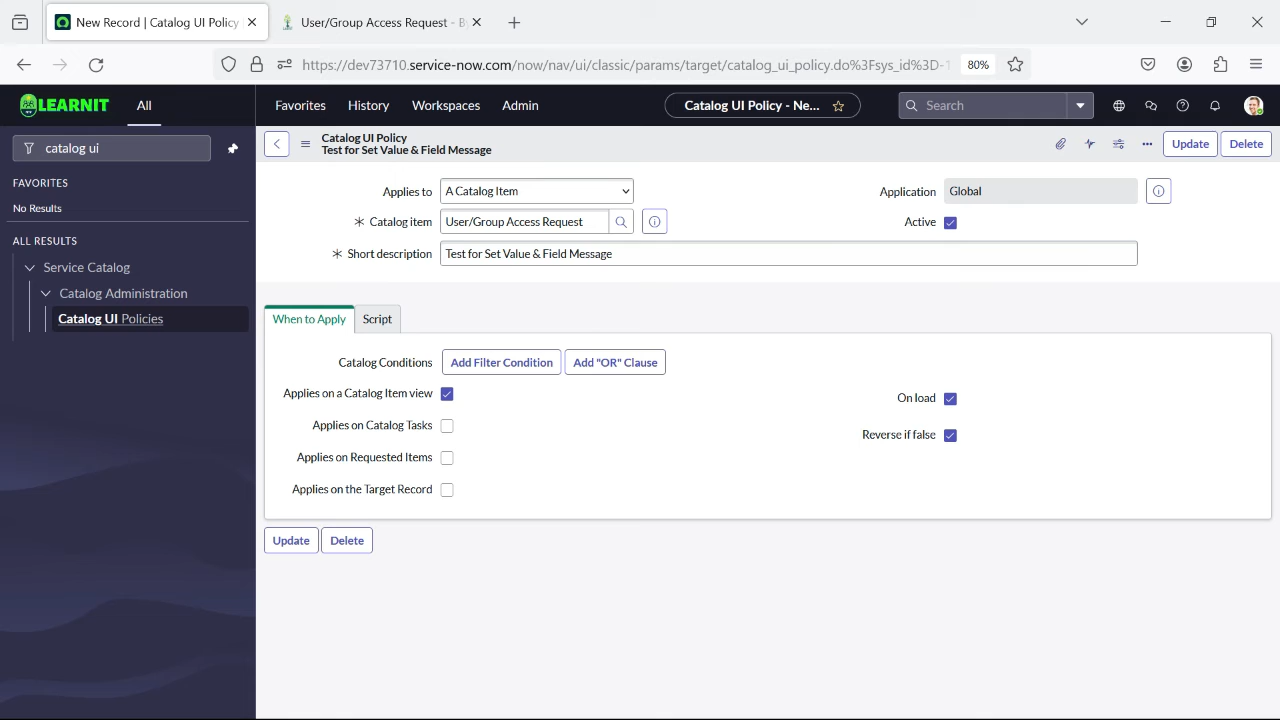 New Record | Catalog UI Policy
User/Group Access Request - B
https://dev73710.service-now.com/now/nav/ui/classic/params/target/catalog_ui_policy.do%3Fsys_id%3D-1
80%
LEARNIT
All
Favorites
History
Workspaces
Admin
Catalog UI Policy - Ne...
Search
catalog ui
FAVORITES
No Results
ALL RESULTS
Service Catalog
Catalog Administration
Catalog UI Policies
Catalog UI Policy
Test for Set Value & Field Message
Update
Delete
Applies to
A Catalog Item
Application
Global
Catalog item
User/Group Access Request
Active
Short description
Test for Set Value & Field Message
When to Apply
Script
Catalog Conditions
Add Filter Condition
Add "OR" Clause
Applies on a Catalog Item view
On load
Applies on Catalog Tasks
Reverse if false
Applies on Requested Items
Applies on the Target Record
Update
Delete